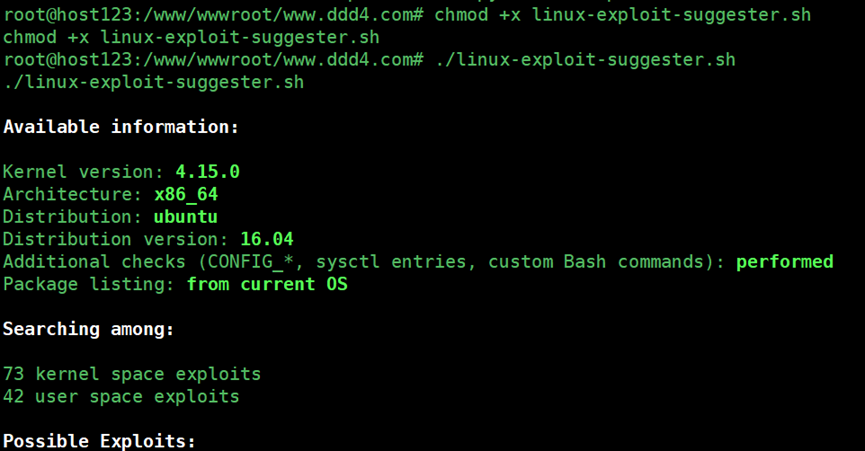 root@host123:/www/wwwroot/www.ddd4.com# chmod +x linux-exploit-suggester.sh
chmod +x linux-exploit-suggester.sh
root@host123:/www/wwwroot/www.ddd4.com# ./linux-exploit-suggester.sh
./linux-exploit-suggester.sh
Available information:
Kernel version: 4.15.0
Architecture: x86_64
Distribution: ubuntu
Distribution version: 16.04
Additional checks (CONFIG_*, sysctl entries, custom Bash commands): performed
Package listing: from current OS
Searching among:
73 kernel space exploits
42 user space exploits
Possible Exploits: